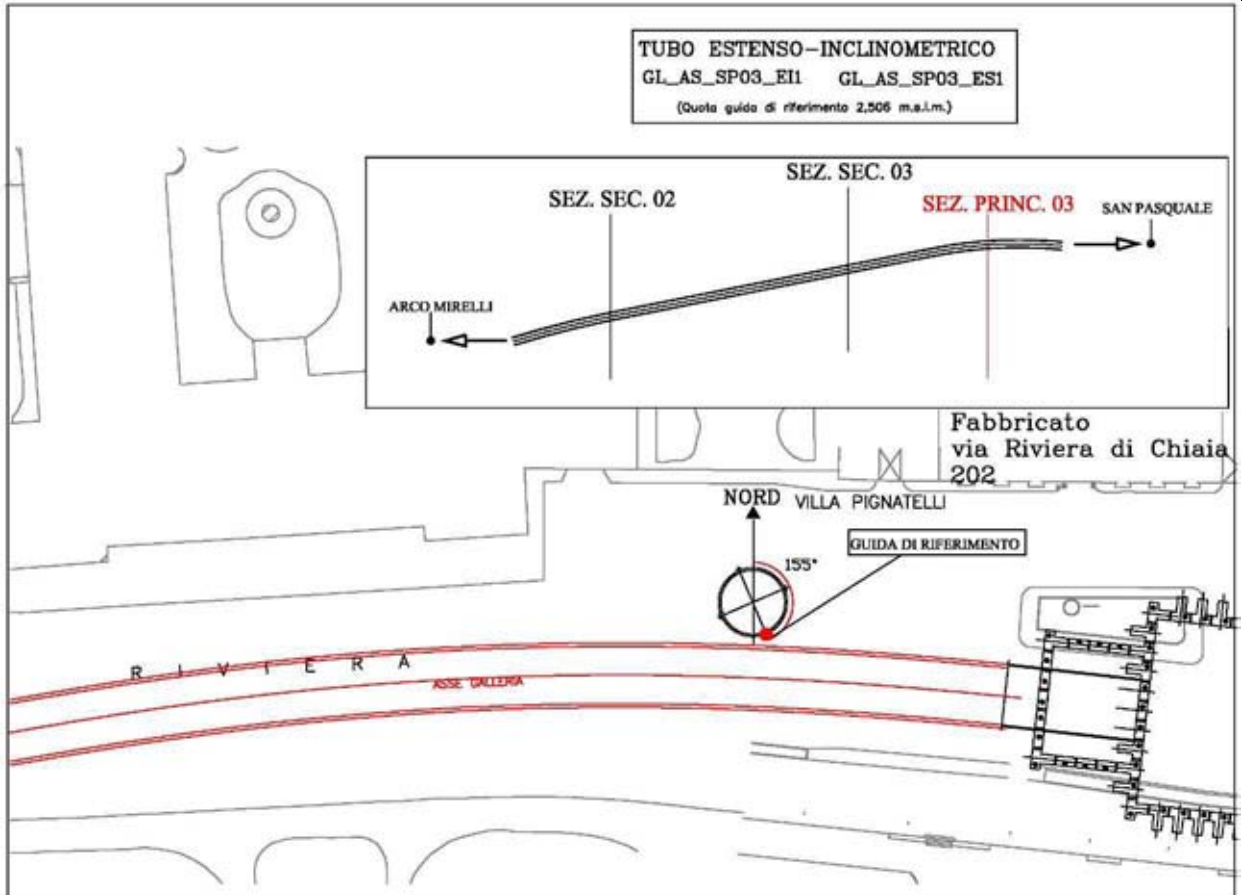 TUBO ESTENSO-INCLINOMETRICO
GL_AS_SP03_EI1 GL_AS_SP03_ES1
(Quota guida di riferimento 2,506 m.s.l.m.)
SEZ. SEC. 02
SEZ. SEC. 03
SEZ. PRINC. 03
SAN PASQUALE
ARCO MIRELLI
Fabbricato
via Riviera di Chiaia
202
NORD
VILLA PIGNATELLI
GUIDA DI RIFERIMENTO
155°
RIVIERA
ASSE GALLERIA